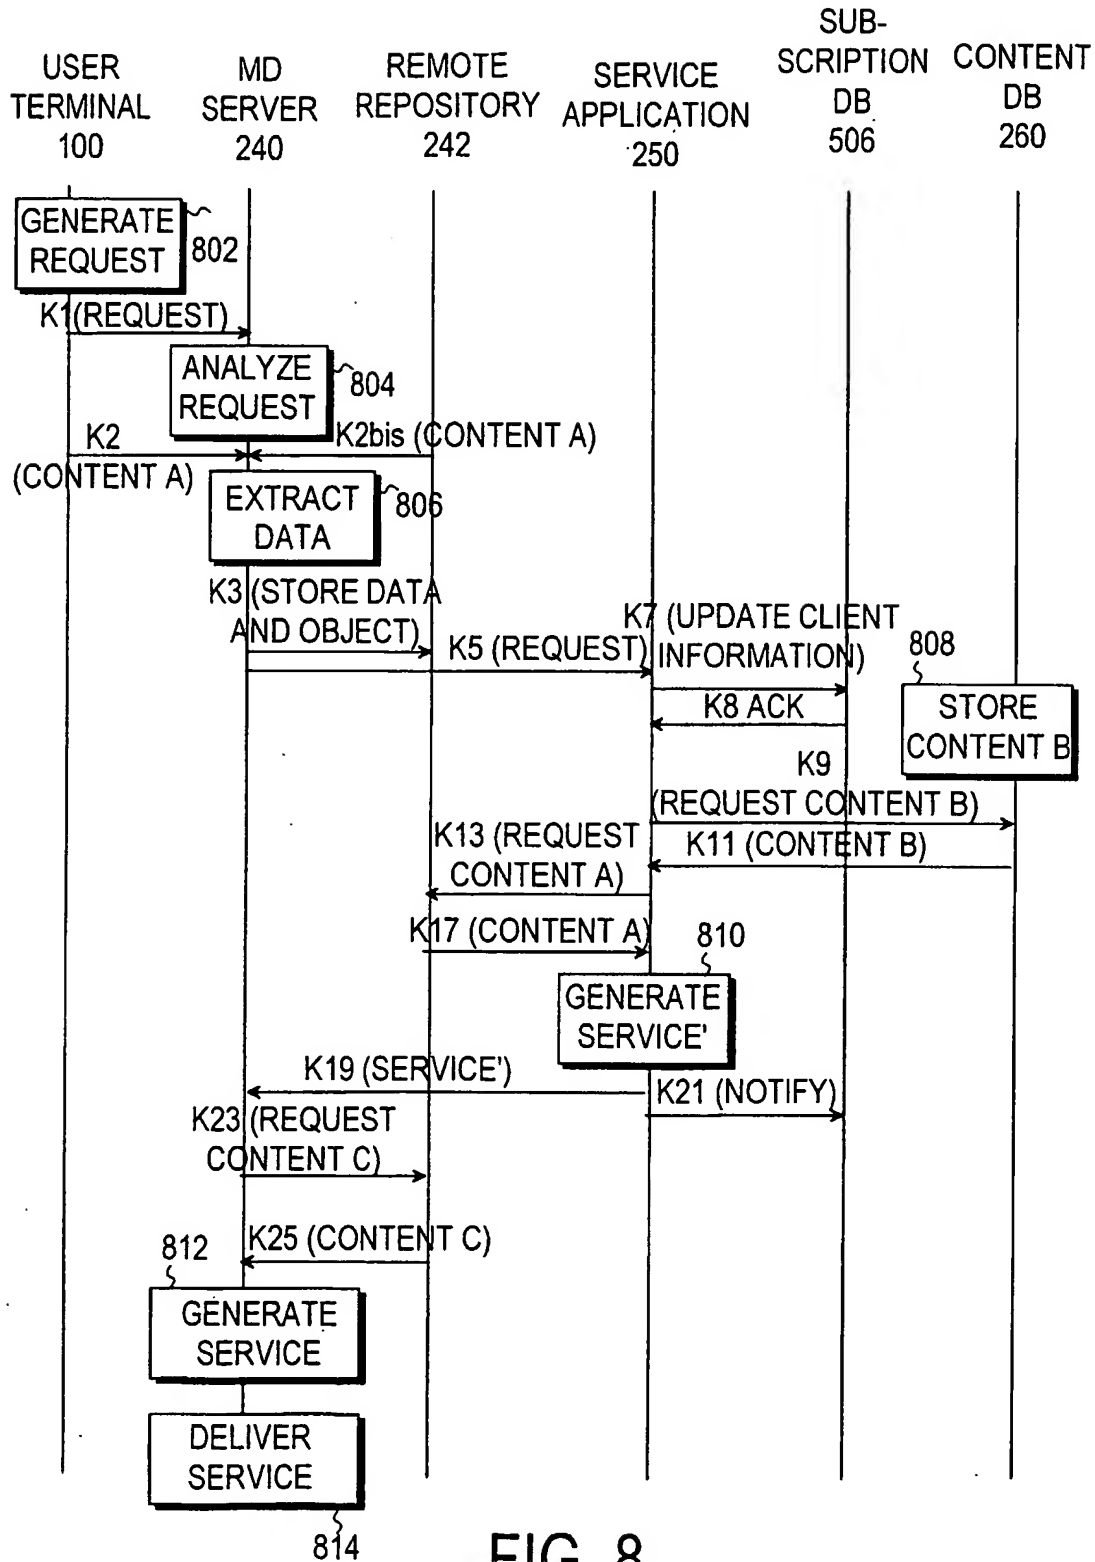 USER
TERMINAL
100
MD
SERVER
240
REMOTE
REPOSITORY
242
SERVICE
APPLICATION
250
SUB-
SCRIPTION
DB
506
CONTENT
DB
260
GENERATE
REQUEST
802
K1(REQUEST)
ANALYZE
REQUEST
804
K2
(CONTENT A)
K2bis (CONTENT A)
EXTRACT
DATA
806
K3 (STORE DATA
AND OBJECT)
K5 (REQUEST)
K7 (UPDATE CLIENT
INFORMATION)
K8 ACK
808
STORE
CONTENT B
K9
(REQUEST CONTENT B)
K11 (CONTENT B)
K13 (REQUEST
CONTENT A)
K17 (CONTENT A)
810
GENERATE
SERVICE'
K19 (SERVICE')
K21 (NOTIFY)
K23 (REQUEST
CONTENT C)
K25 (CONTENT C)
812
GENERATE
SERVICE
DELIVER
SERVICE
814
FIG. 8